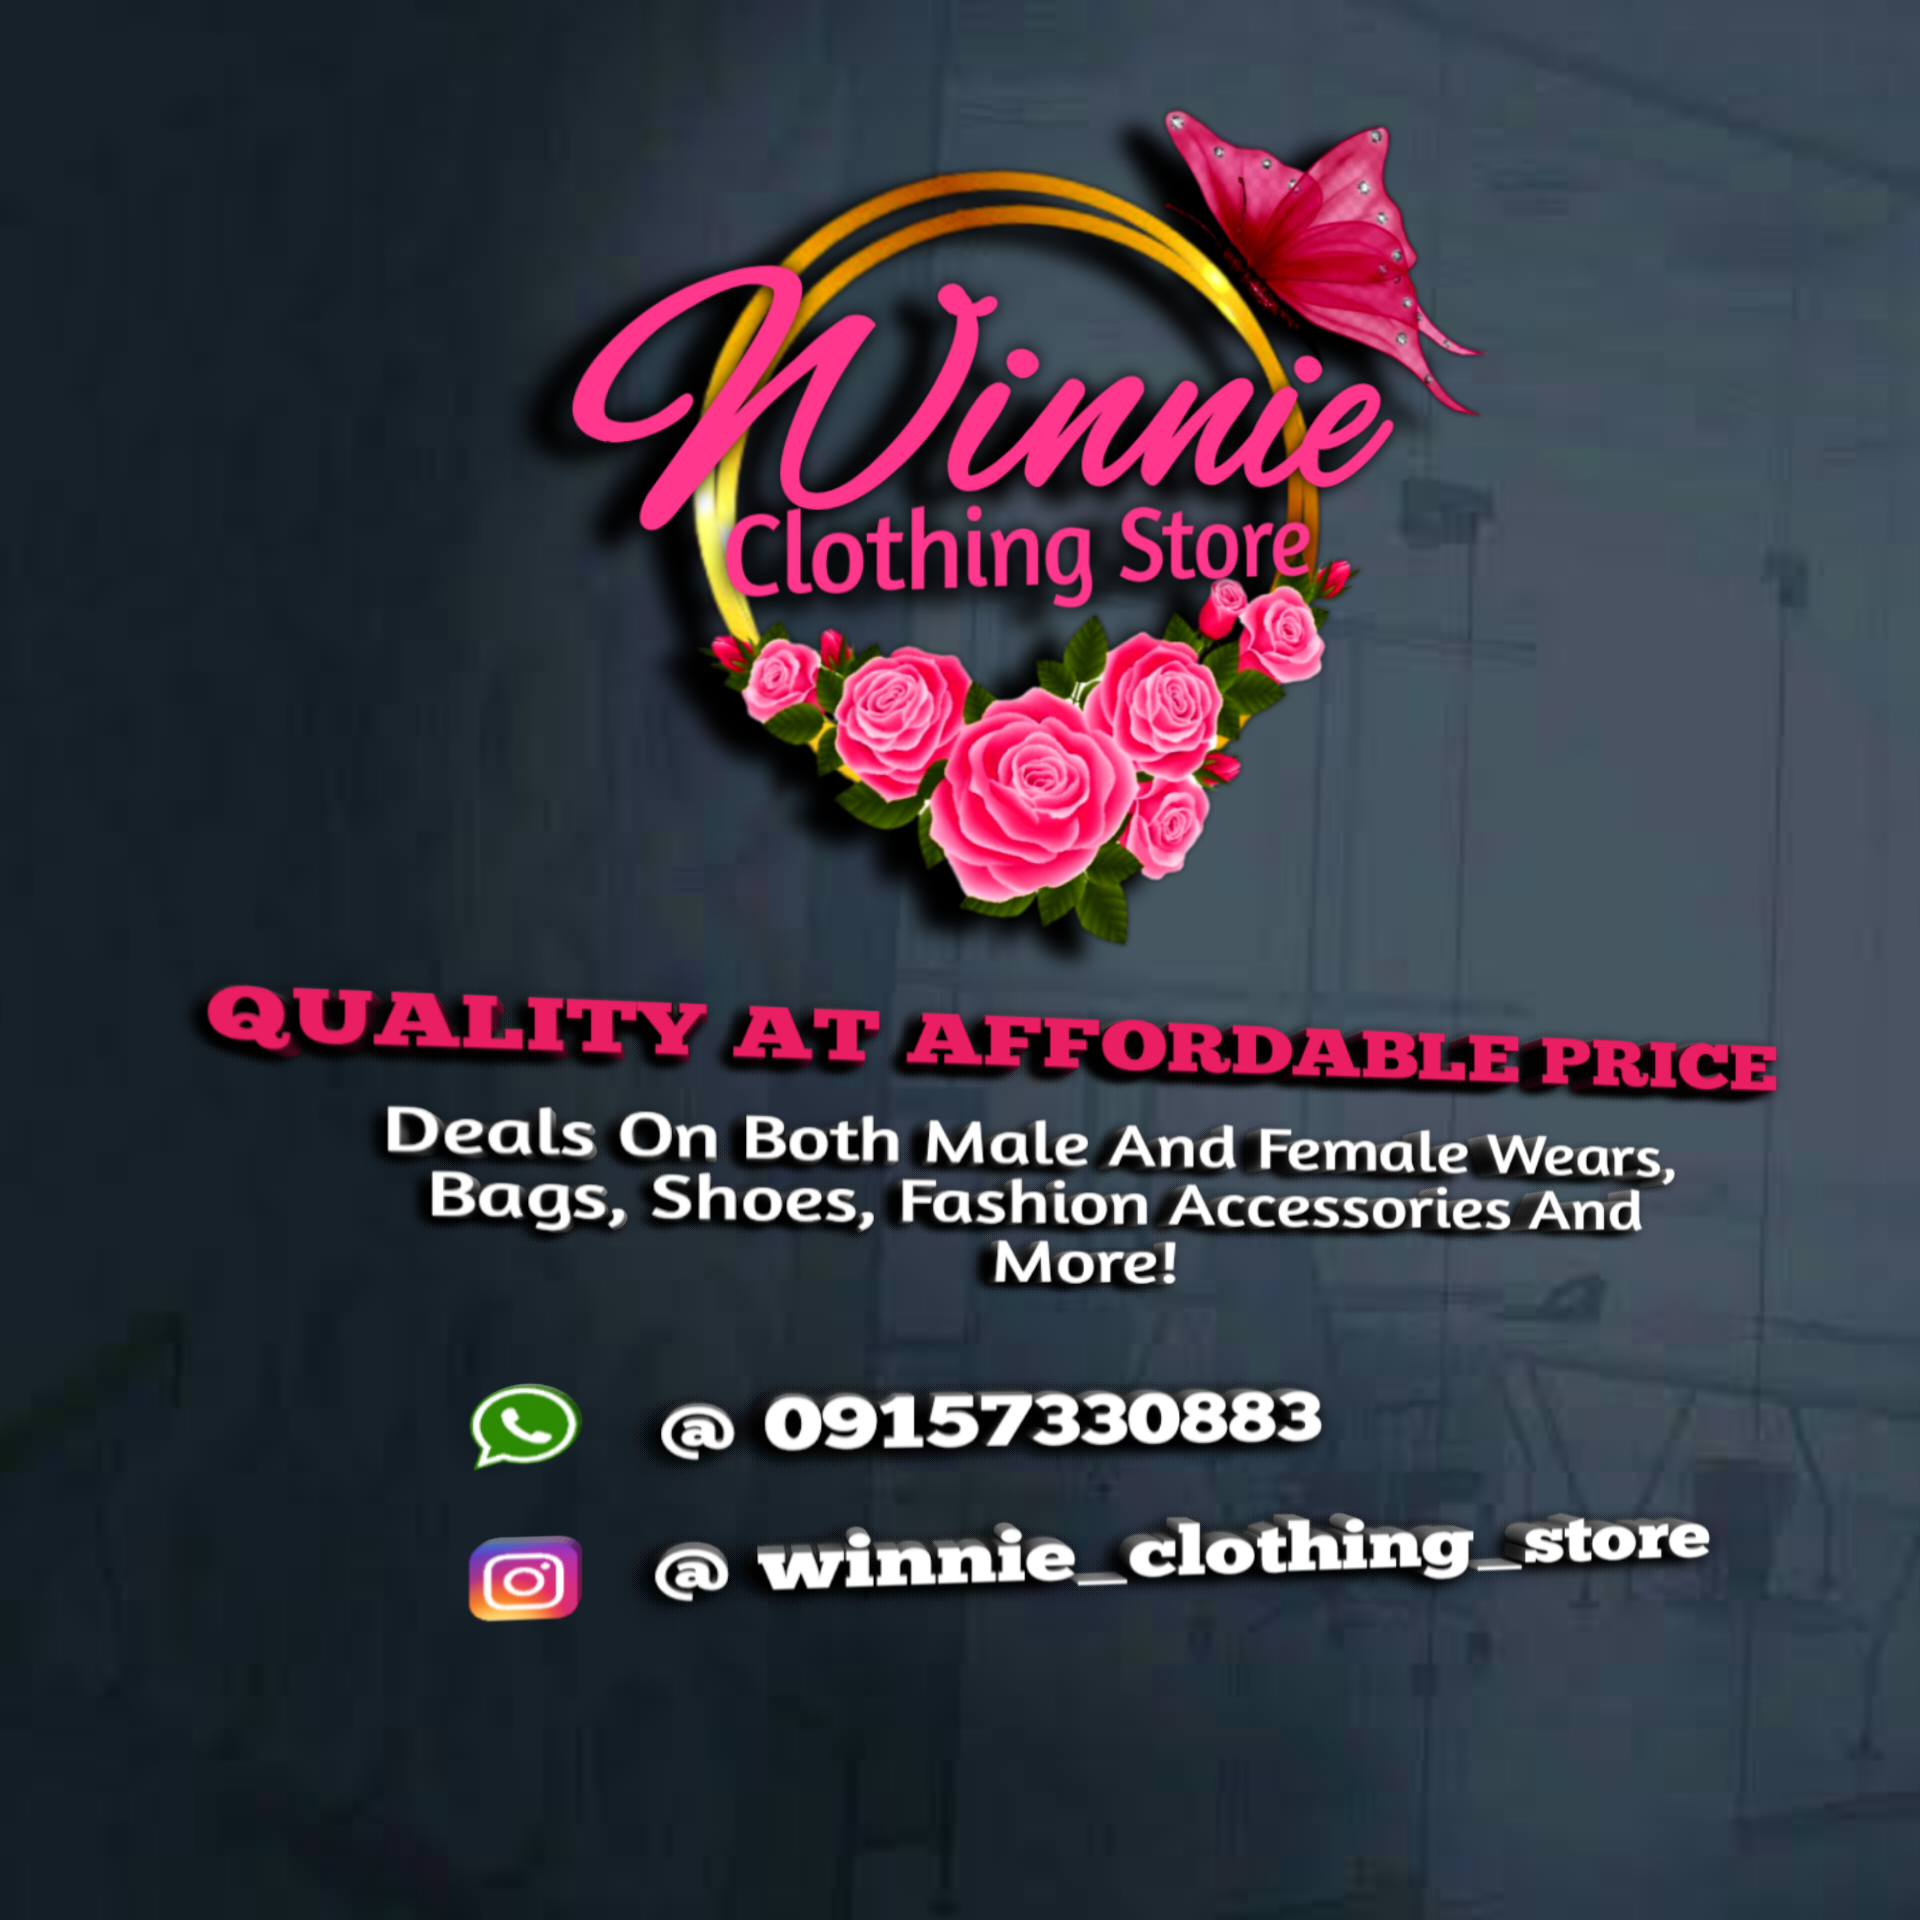 Winnie
Clothing Store
QUALITY AT AFFORDABLE PRICE
Deals On Both Male And Female Wears,
Bags, Shoes, Fashion Accessories And
More!
@ 09157330883
@ winnie_clothing_store